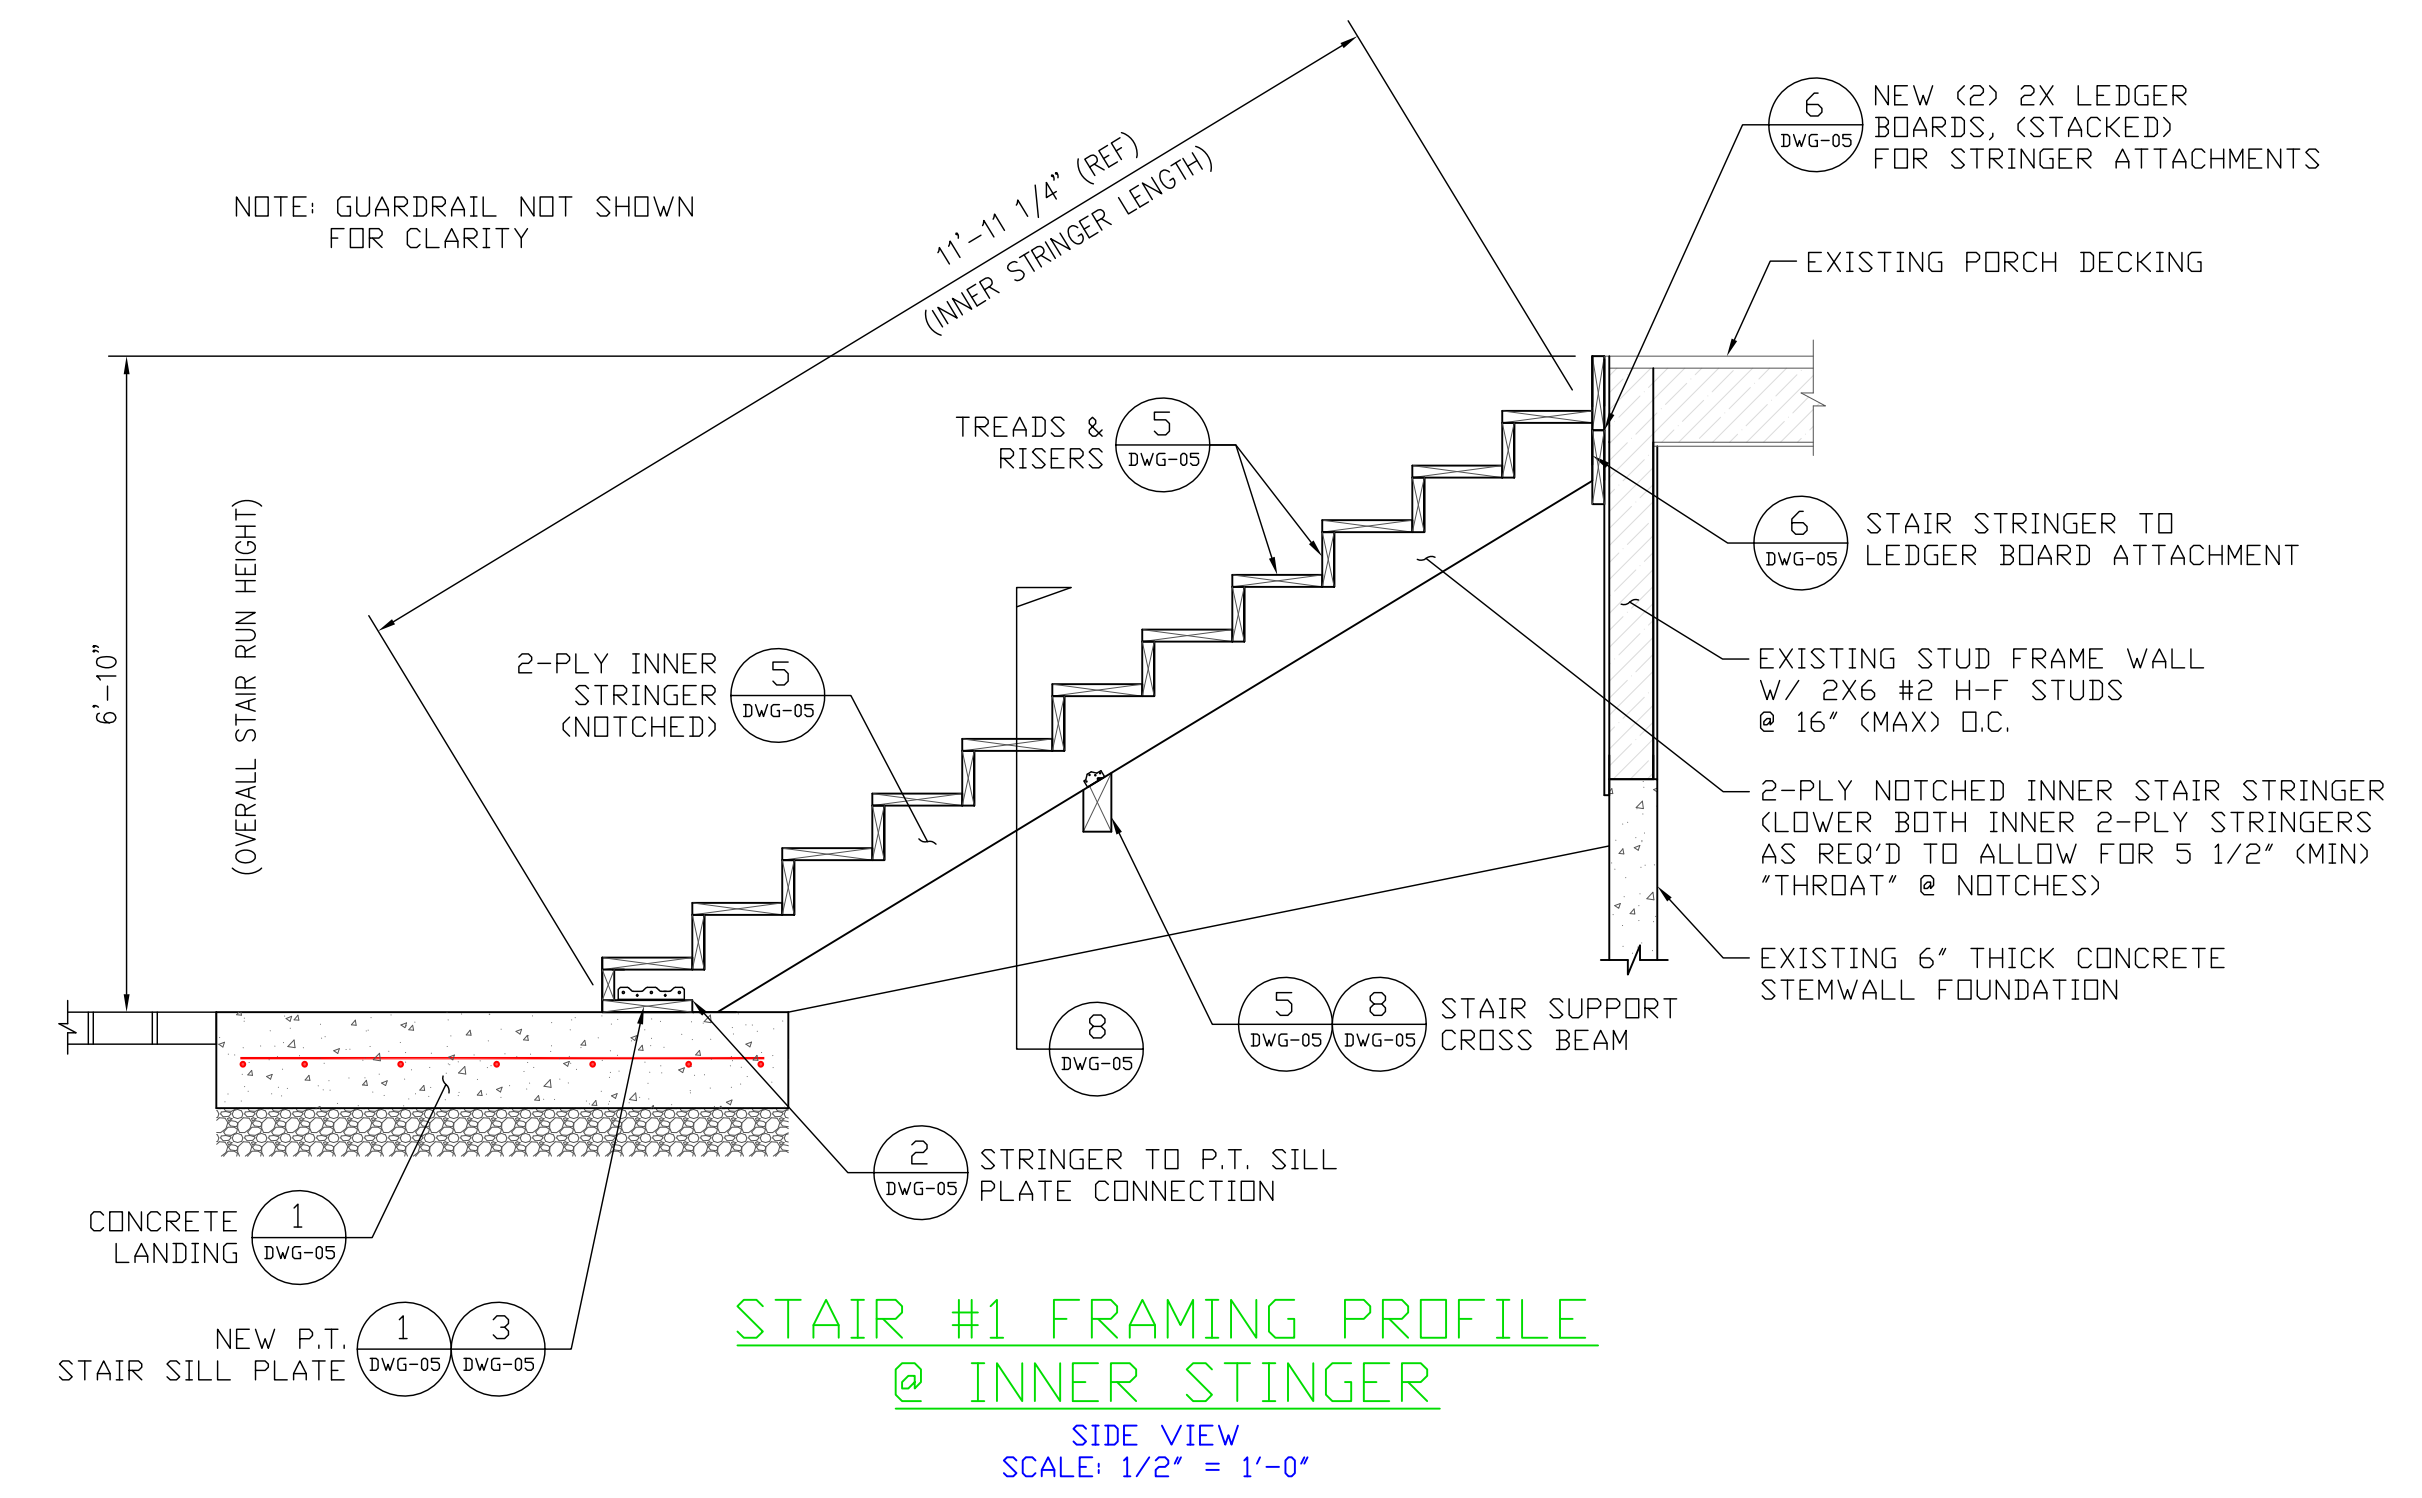 6
DWG-05
NEW (2) 2X LEDGER
BOARDS, (STACKED)
FOR STRINGER ATTACHMENTS
11'-11 1/4" (REF)
(INNER STRINGER LENGTH)
NOTE: GUARDRAIL NOT SHOWN
FOR CLARITY
EXISTING PORCH DECKING
TREADS &
RISERS
5
DWG-05
6
DWG-05
STAIR STRINGER TO
LEDGER BOARD ATTACHMENT
6'-10"
(OVERALL STAIR RUN HEIGHT)
2-PLY INNER
STRINGER
(NOTCHED)
5
DWG-05
EXISTING STUD FRAME WALL
W/ 2X6 #2 H-F STUDS
@ 16" (MAX) O.C.
2-PLY NOTCHED INNER STAIR STRINGER
(LOWER BOTH INNER 2-PLY STRINGERS
AS REQ'D TO ALLOW FOR 5 1/2" (MIN)
"THROAT" @ NOTCHES)
EXISTING 6" THICK CONCRETE
STEMWALL FOUNDATION
8
DWG-05
5
DWG-05
8
DWG-05
STAIR SUPPORT
CROSS BEAM
2
DWG-05
STRINGER TO P.T. SILL
PLATE CONNECTION
CONCRETE
LANDING
1
DWG-05
NEW P.T.
STAIR SILL PLATE
1
DWG-05
3
DWG-05
STAIR #1 FRAMING PROFILE
@ INNER STINGER
SIDE VIEW
SCALE: 1/2" = 1'-0"